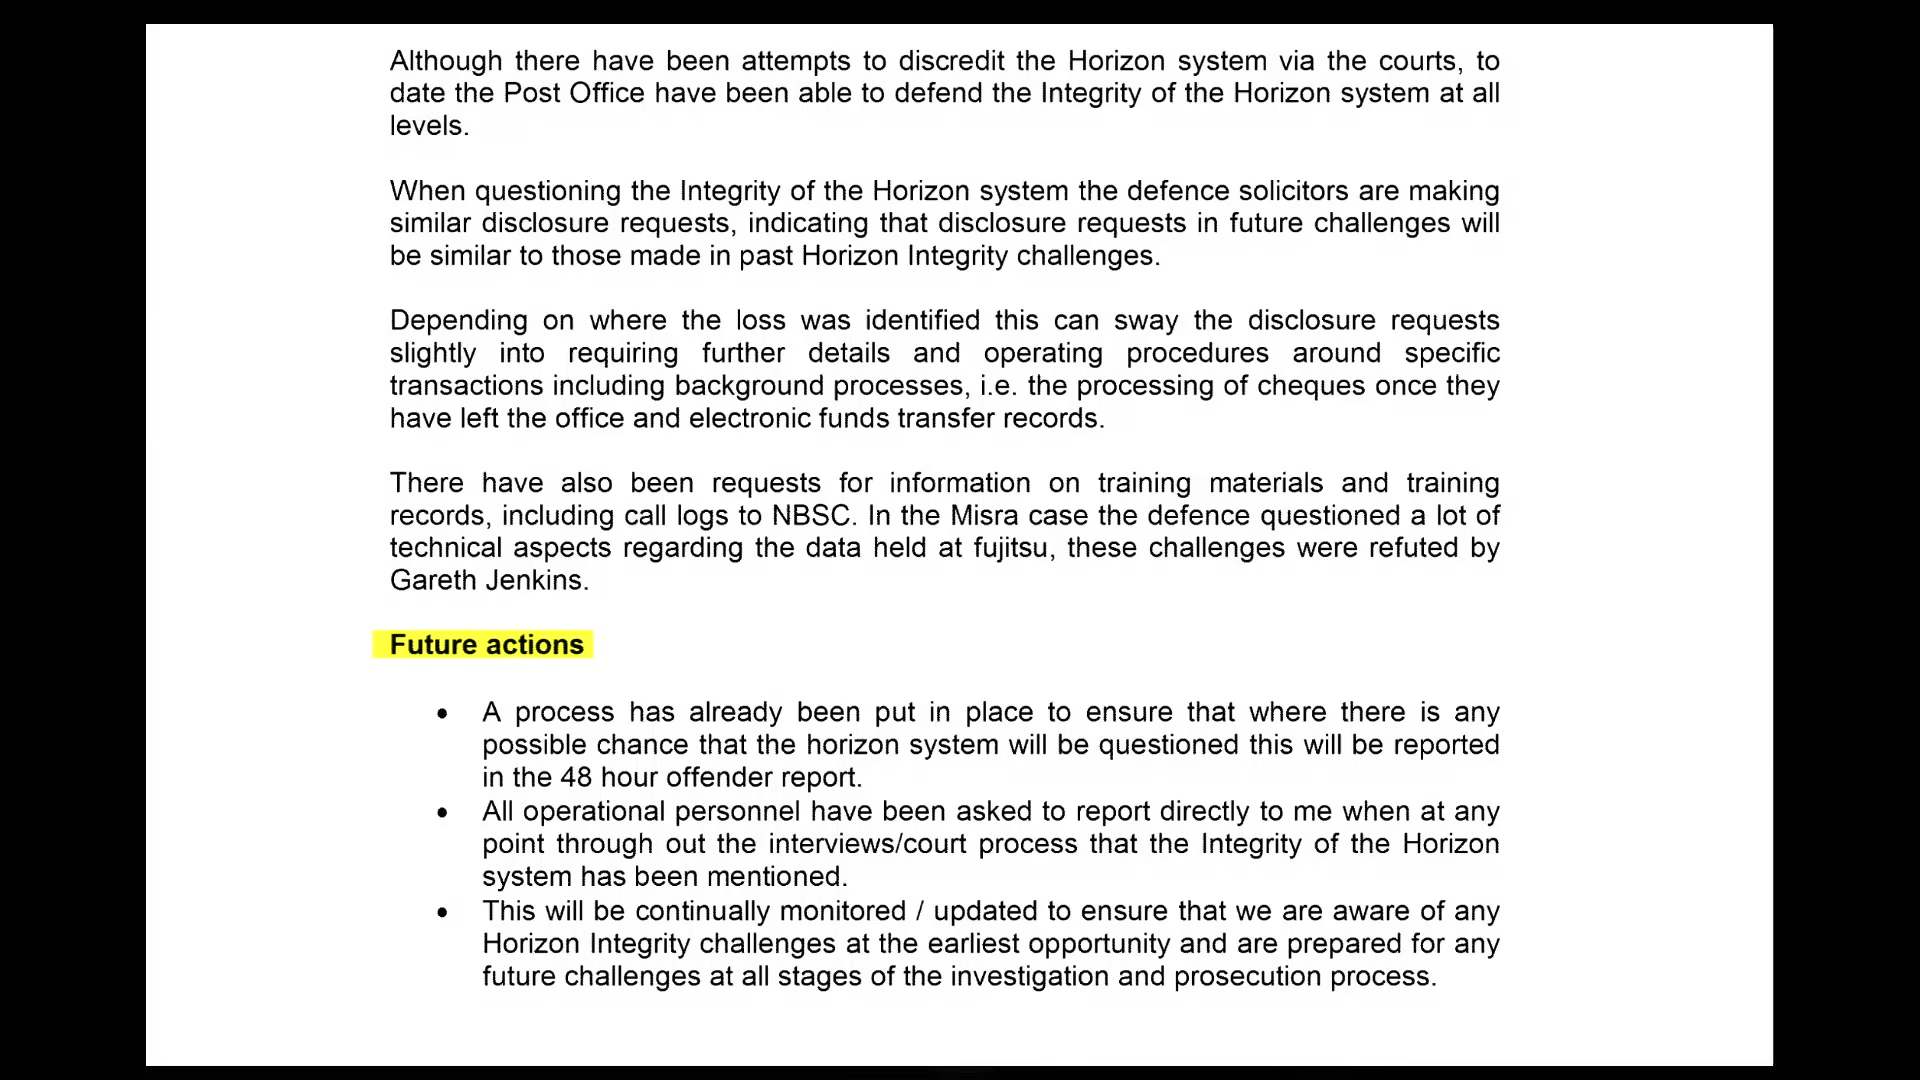 Although there have been attempts to discredit the Horizon system via the courts, to
date the Post Office have been able to defend the Integrity of the Horizon system at all
levels.
When questioning the Integrity of the Horizon system the defence solicitors are making
similar disclosure requests, indicating that disclosure requests in future challenges will
be similar to those made in past Horizon Integrity challenges.
Depending on where the loss was identified this can sway the disclosure requests
slightly into requiring further details and operating procedures around specific
transactions including background processes, i.e. the processing of cheques once they
have left the office and electronic funds transfer records.
There have also been requests for information on training materials and training
records, including call logs to NBSC. In the Misra case the defence questioned a lot of
technical aspects regarding the data held at fujitsu, these challenges were refuted by
Gareth Jenkins.
Future actions
• A process has already been put in place to ensure that where there is any
possible chance that the horizon system will be questioned this will be reported
in the 48 hour offender report.
• All operational personnel have been asked to report directly to me when at any
point through out the interviews/court process that the Integrity of the Horizon
system has been mentioned.
• This will be continually monitored / updated to ensure that we are aware of any
Horizon Integrity challenges at the earliest opportunity and are prepared for any
future challenges at all stages of the investigation and prosecution process.